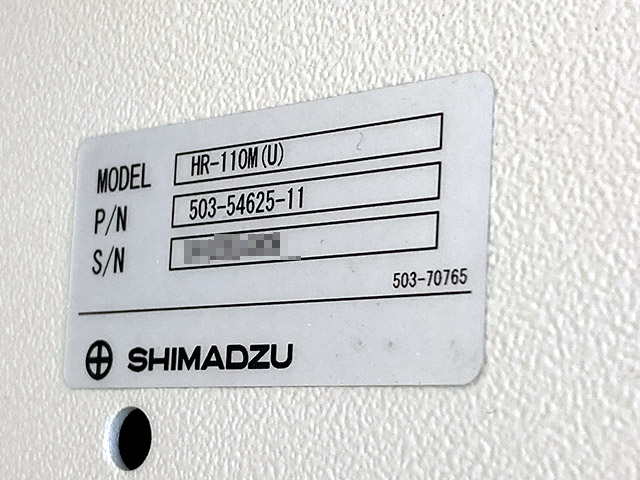 MODEL HR-110M(U)
P/N 503-54625-11
S/N
503-70765
SHIMADZU